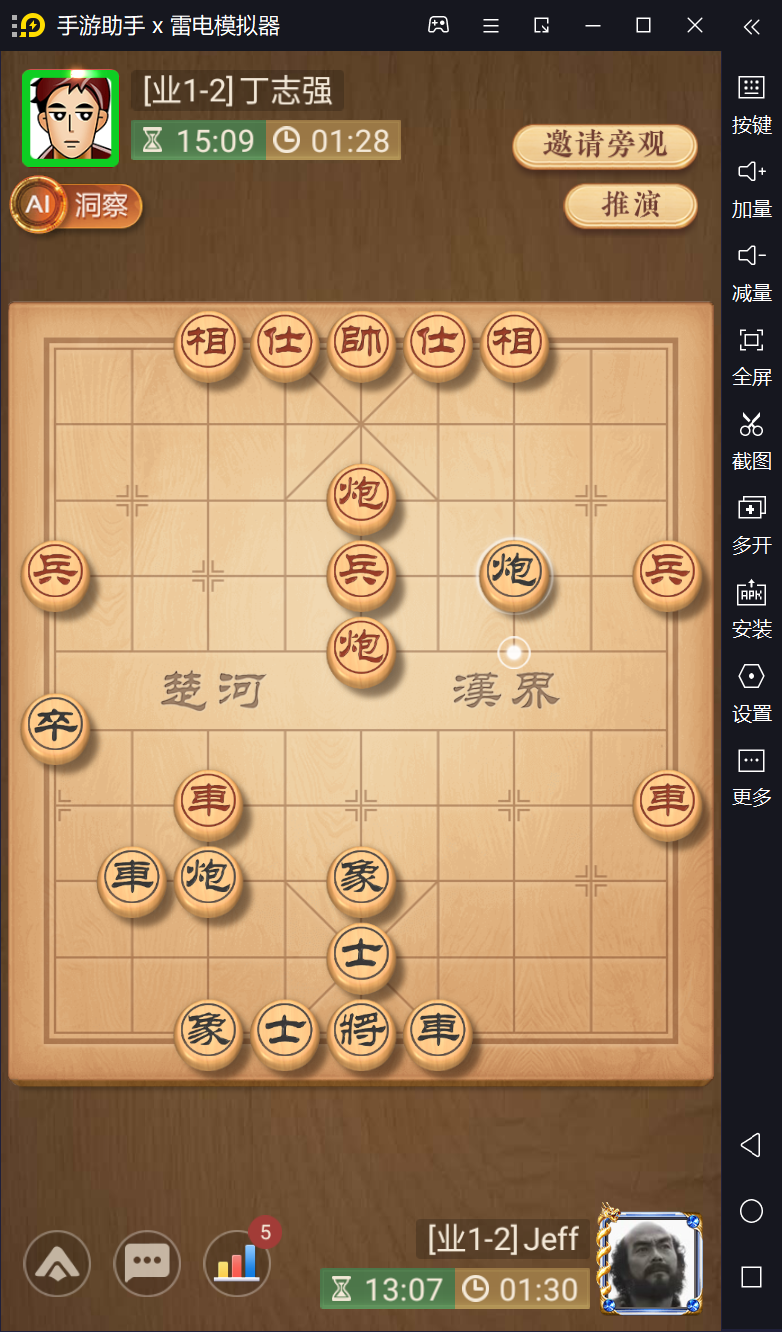 手游助手 x 雷电模拟器
[业1-2]丁志强
15:09 01:28
邀请旁观
AI 洞察
推演
相 仕 帥 仕 相
炮
兵 兵 炮 兵
炮
楚河 漢界
卒
車 車
車 炮 象
士
象 士 將 車
5
[业1-2]Jeff
13:07 01:30
按键
加量
减量
全屏
截图
多开
APK
安装
设置
更多